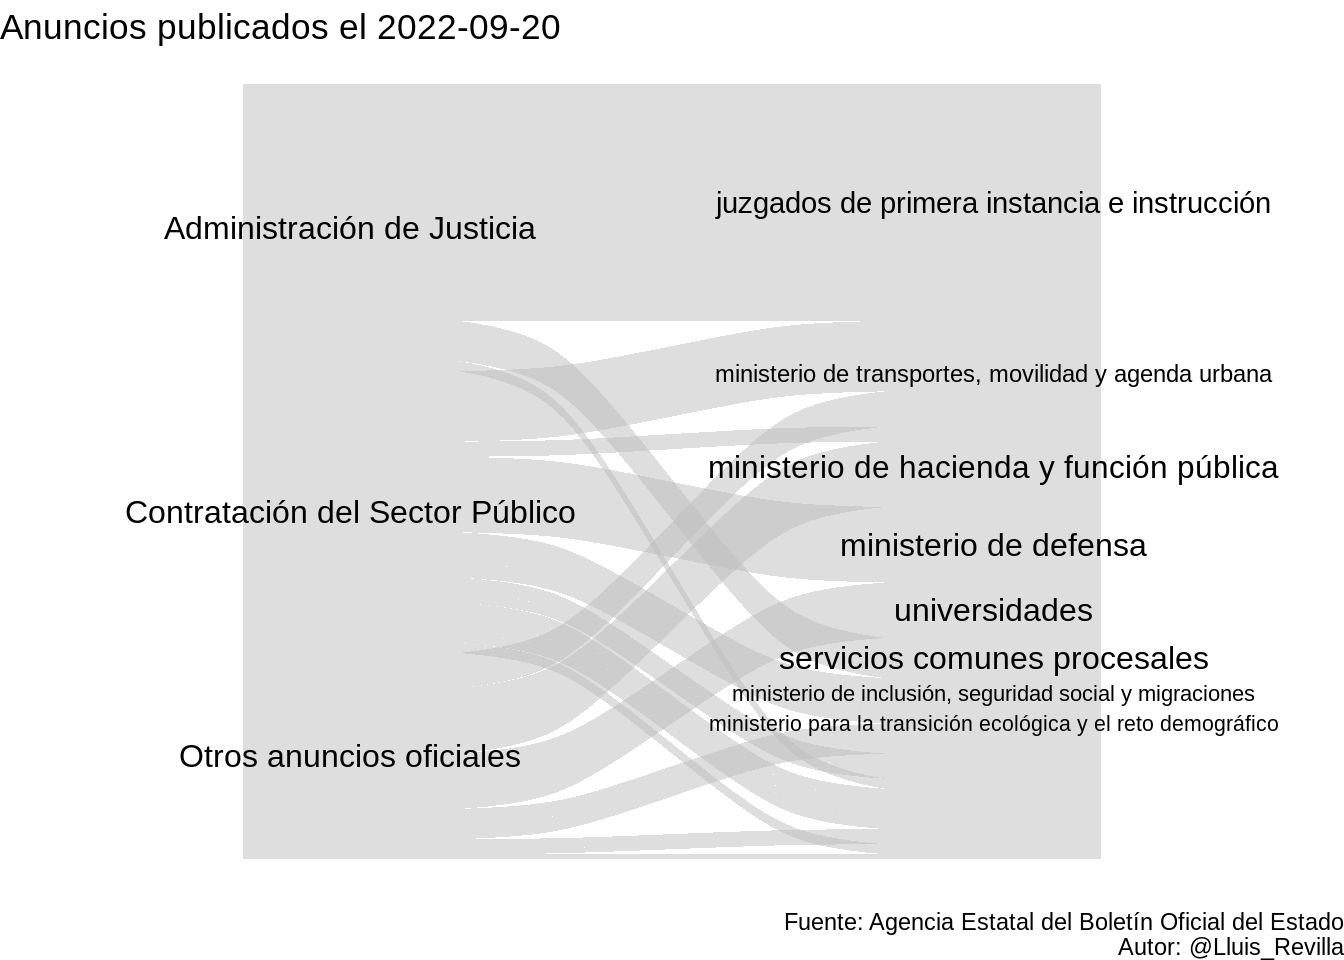 Anuncios publicados el 2022-09-20
Administración de Justicia
Contratación del Sector Público
Otros anuncios oficiales
juzgados de primera instancia e instrucción
ministerio de transportes, movilidad y agenda urbana
ministerio de hacienda y función pública
ministerio de defensa
universidades
servicios comunes procesales
ministerio de inclusión, seguridad social y migraciones
ministerio para la transición ecológica y el reto demográfico
Fuente: Agencia Estatal del Boletín Oficial del Estado
Autor: @Lluis_Revilla